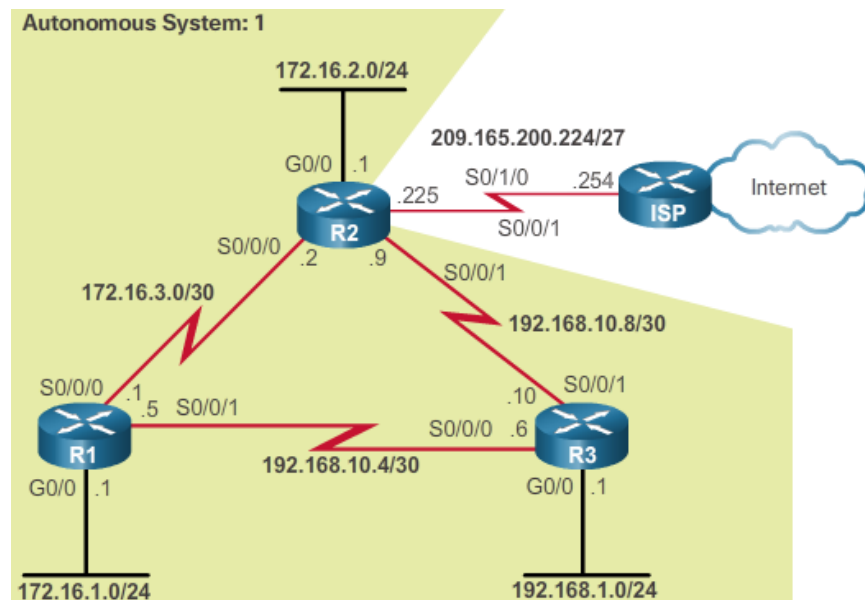 Autonomous System: 1
172.16.2.0/24
209.165.200.224/27
G0/0
.1
S0/1/0
.254
.225
Internet
ISP
S0/0/1
R2
S0/0/0
.2
.9
S0/0/1
172.16.3.0/30
192.168.10.8/30
S0/0/0
.1
.10
S0/0/1
.5
S0/0/1
S0/0/0
.6
R1
192.168.10.4/30
R3
G0/0
.1
G0/0
.1
172.16.1.0/24
192.168.1.0/24